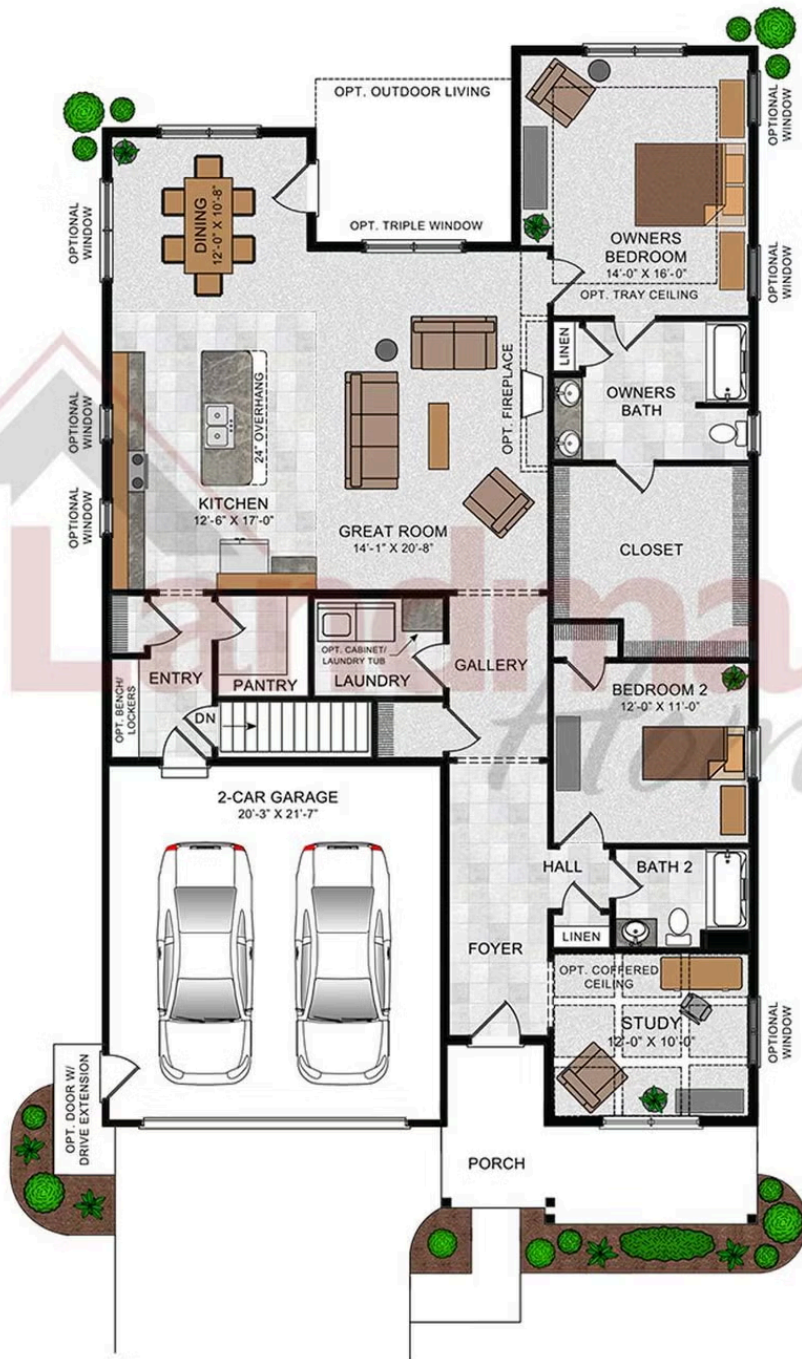 OPT. OUTDOOR LIVING
OPTIONAL
WINDOW
OPTIONAL
WINDOW
DINING
12'-0" X 10'-8"
OPT. TRIPLE WINDOW
OWNERS
BEDROOM
14'-0" X 16'-0"
OPT. TRAY CEILING
OPTIONAL
WINDOW
LINEN
OPT. FIREPLACE
OWNERS
BATH
OPTIONAL
WINDOW
24" OVERHANG
OPTIONAL
WINDOW
KITCHEN
12'-6" X 17'-0"
GREAT ROOM
14'-1" X 20'-8"
CLOSET
Landma
Hom
OPT. CABINET/
LAUNDRY TUB
LAUNDRY
GALLERY
ENTRY
PANTRY
OPT. BENCH/
LOCKERS
DN
BEDROOM 2
12'-0" X 11'-0"
2-CAR GARAGE
20'-3" X 21'-7"
HALL
BATH 2
LINEN
FOYER
OPT. COFFERED
CEILING
STUDY
12'-0" X 10'-0"
OPTIONAL
WINDOW
OPT. DOOR W/
DRIVE EXTENSION
PORCH